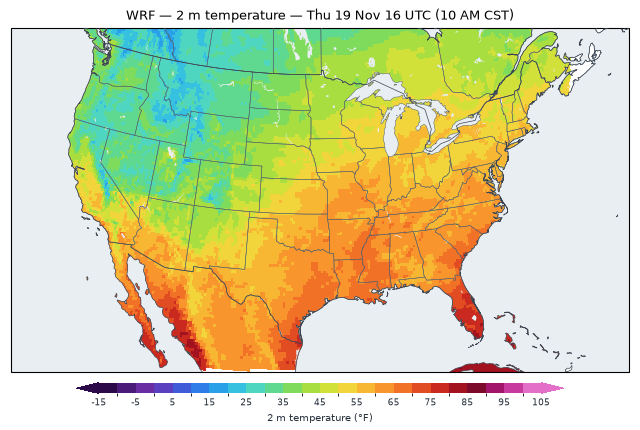 WRF — 2 m temperature — Thu 19 Nov 16 UTC (10 AM CST)
-15 -5 5 15 25 35 45 55 65 75 85 95 105
2 m temperature (°F)